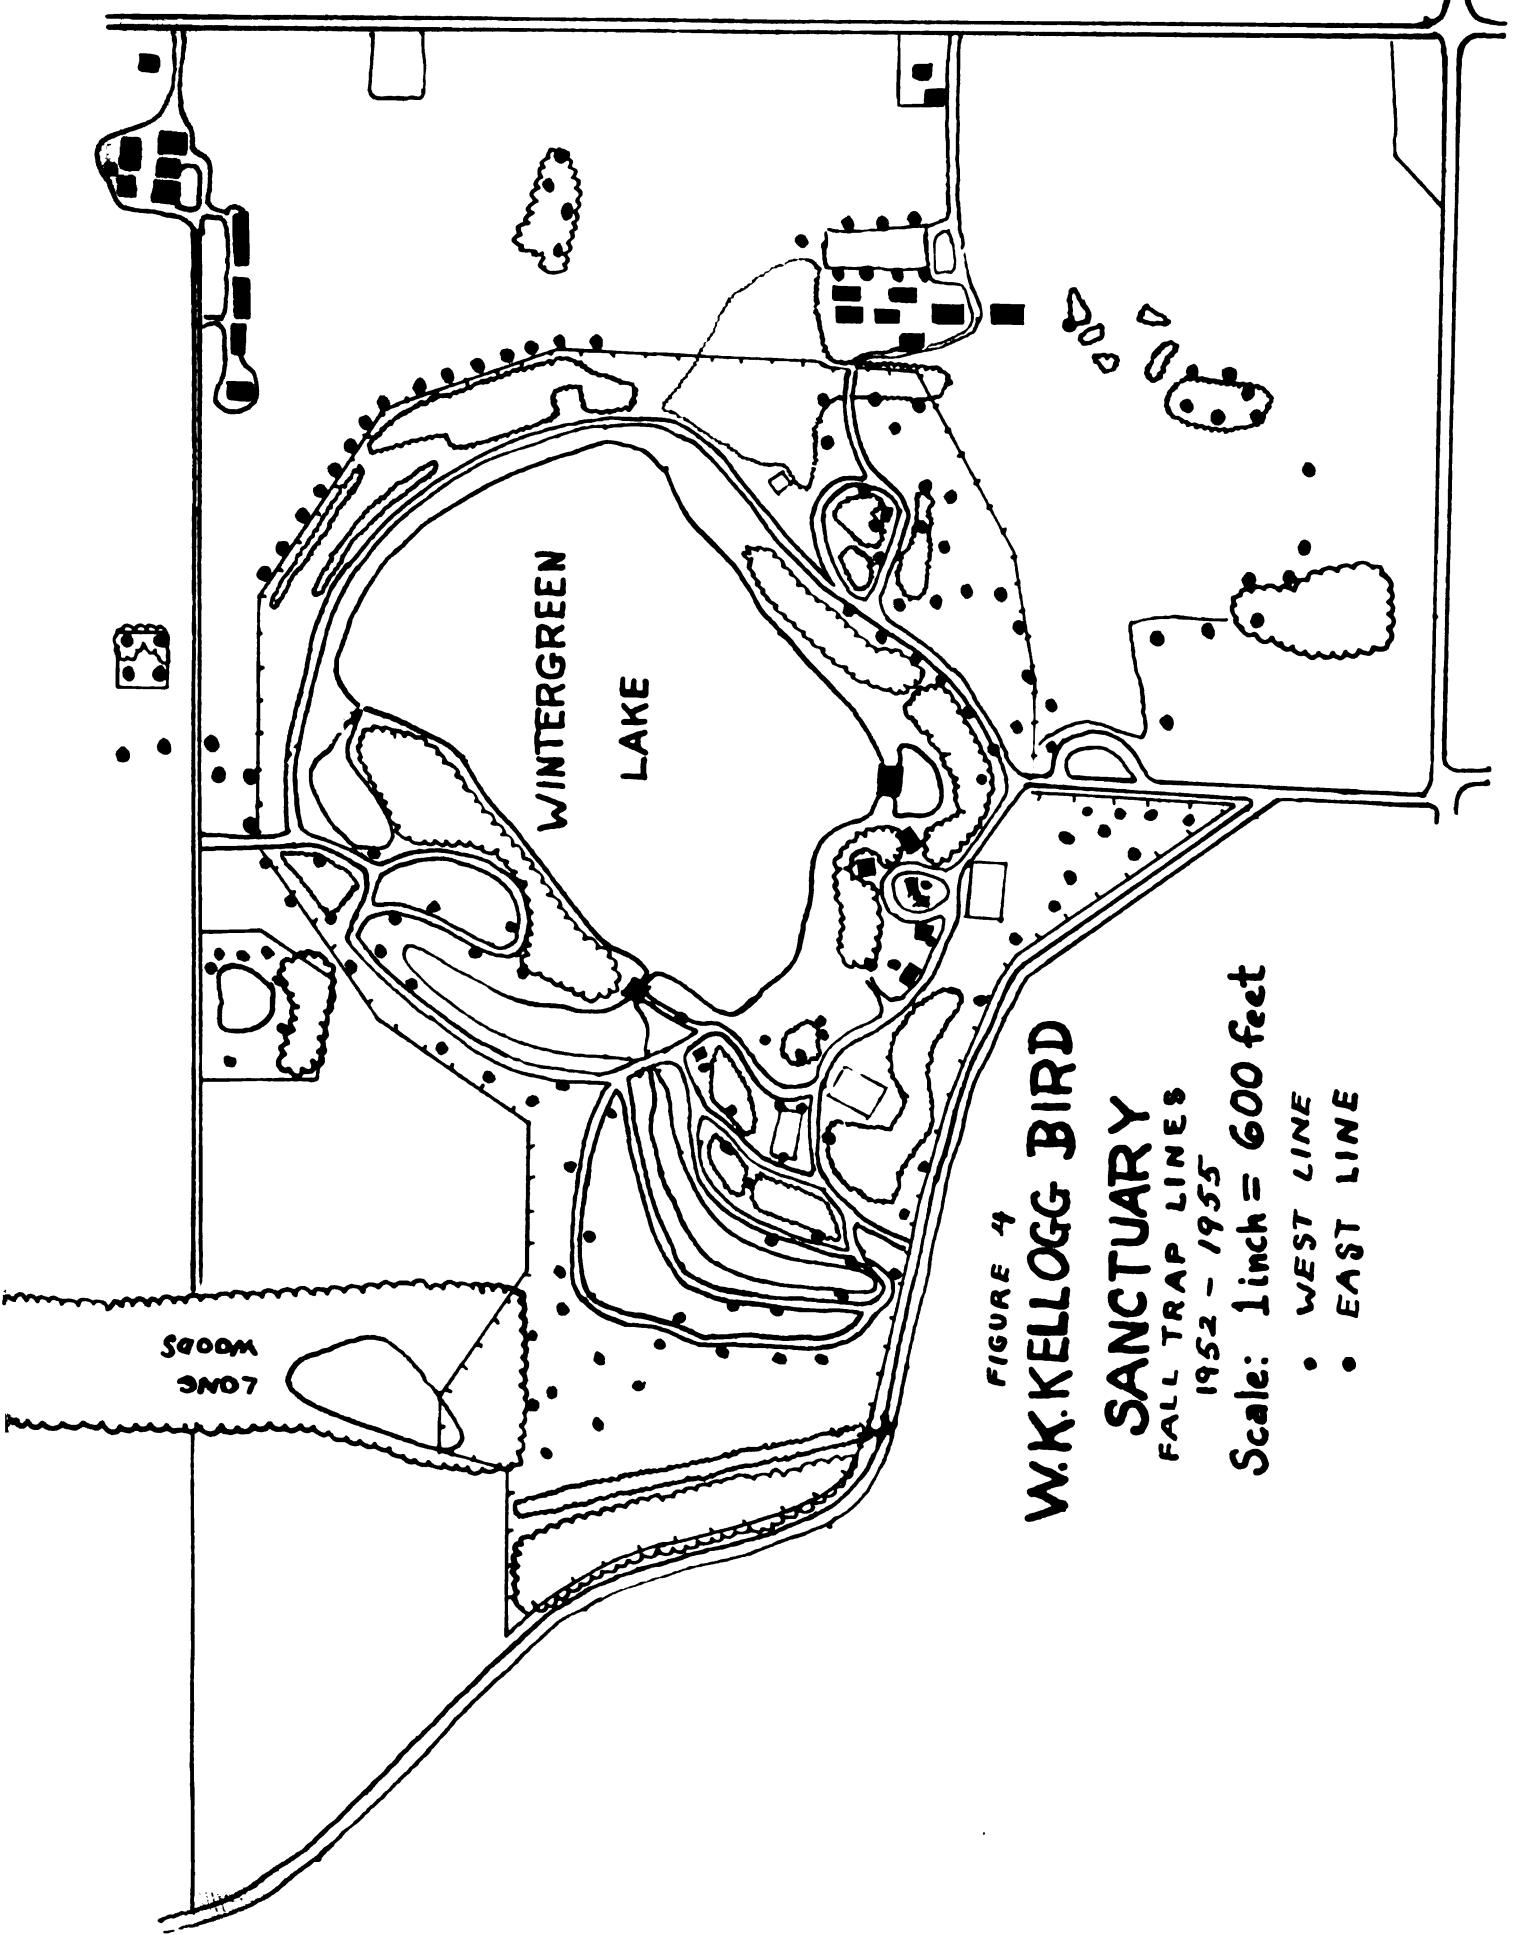 WINTERGREEN
LAKE
LONG
WOODS
FIGURE 4
W.K.KELLOGG BIRD
SANCTUARY
FALL TRAP LINES
1952 - 1955
Scale: 1inch = 600 feet
• WEST LINE
• EAST LINE